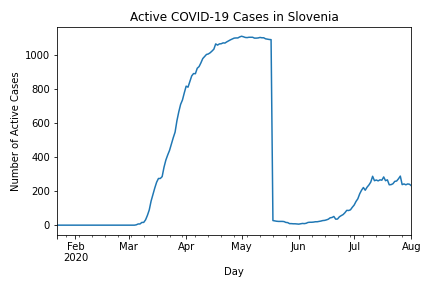 Active COVID-19 Cases in Slovenia
Number of Active Cases
1000
800
600
400
200
0
Feb
2020
Mar
Apr
May
Jun
Jul
Aug
Day